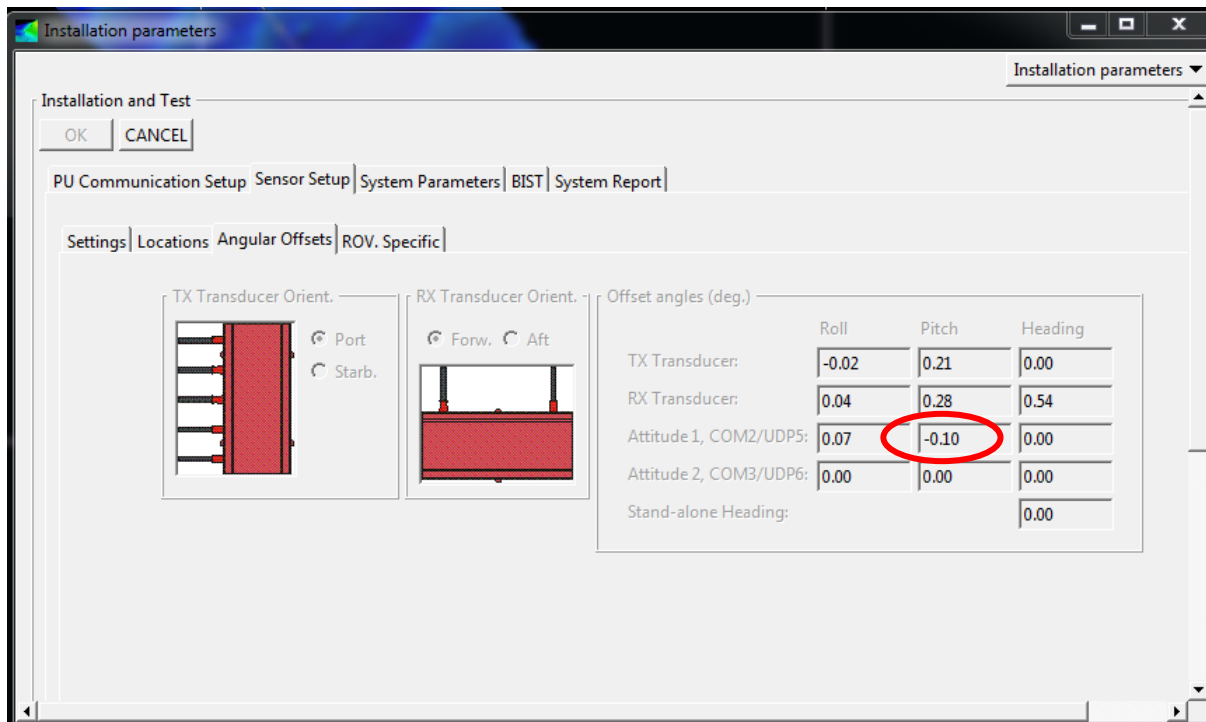 Installation parameters
Installation parameters
Installation and Test
OK CANCEL
PU Communication Setup Sensor Setup System Parameters BIST System Report
Settings Locations Angular Offsets ROV. Specific
TX Transducer Orient.
Port
Starb.
RX Transducer Orient.
Forw. Aft
Offset angles (deg.)
Roll Pitch Heading
TX Transducer: -0.02 0.21 0.00
RX Transducer: 0.04 0.28 0.54
Attitude 1, COM2/UDP5: 0.07 -0.10 0.00
Attitude 2, COM3/UDP6: 0.00 0.00 0.00
Stand-alone Heading: 0.00